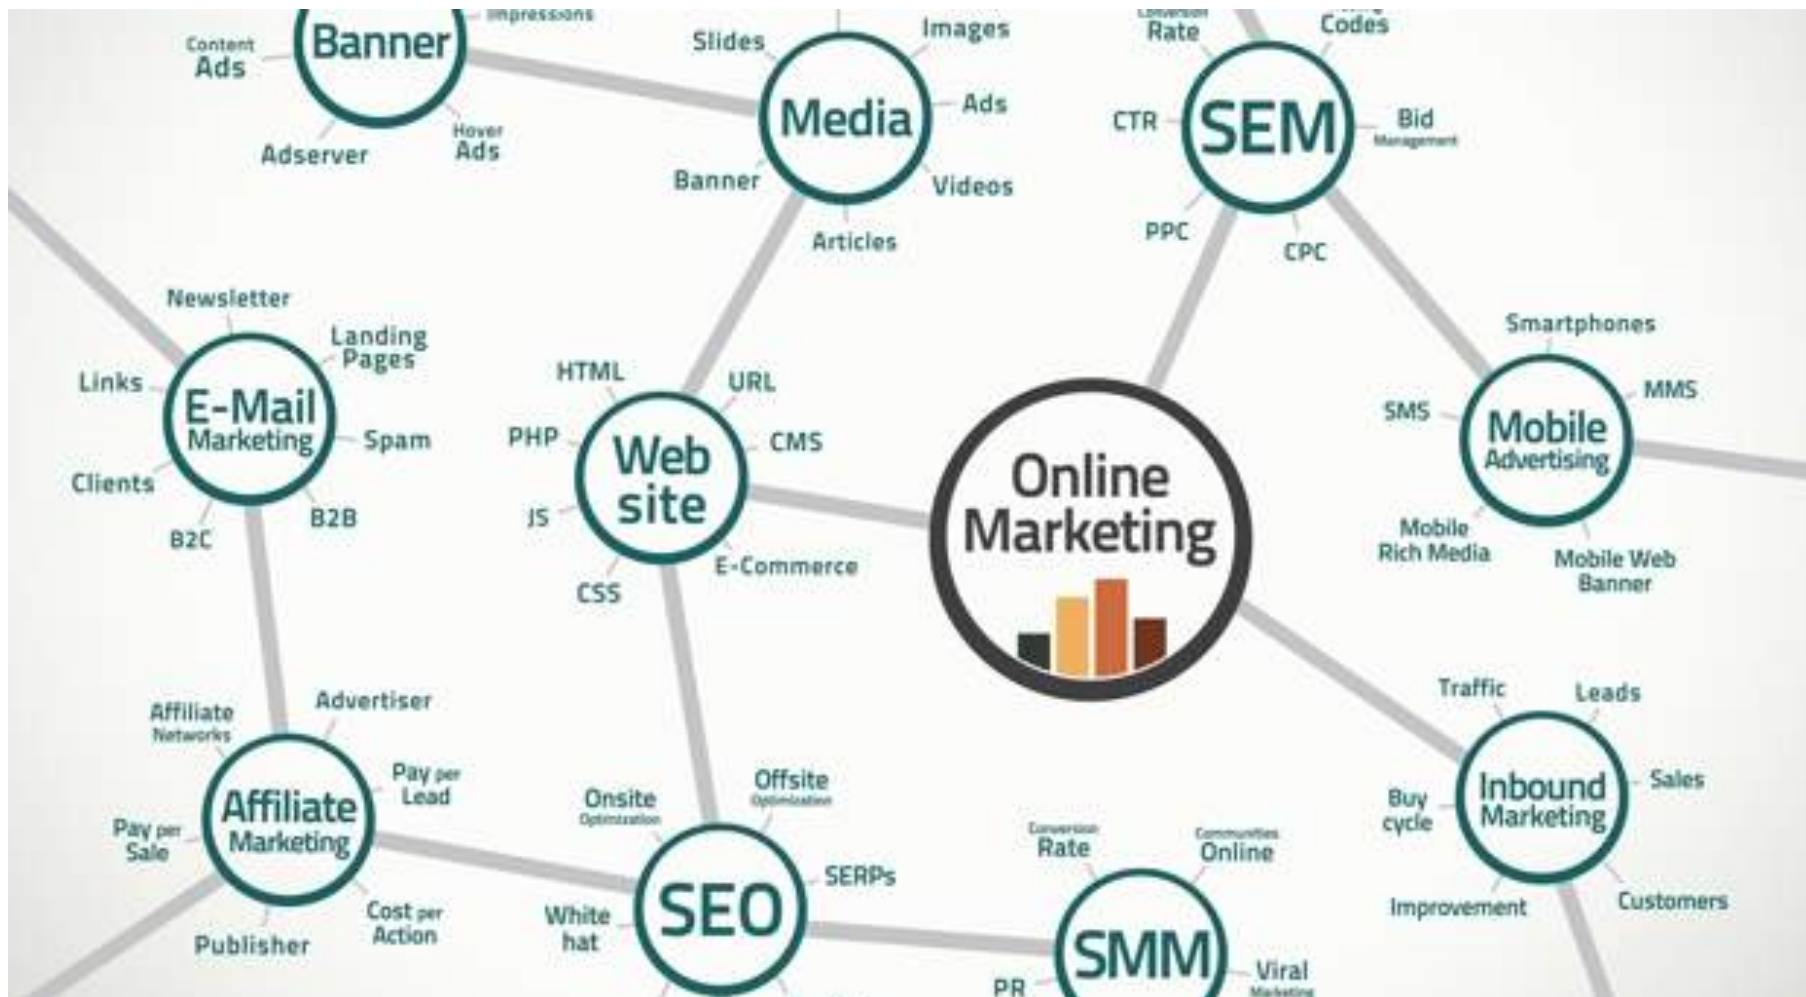 Impressions
Content
Ads
Banner
Hover
Ads
Adserver
Slides
Images
Media
Ads
Banner
Videos
Articles
Conversion
Rate
Codes
CTR
SEM
Bid
Management
PPC
CPC
Newsletter
Landing
Pages
Links
E-Mail
Marketing
Spam
Clients
B2B
B2C
HTML
URL
PHP
Web
site
CMS
JS
E-Commerce
CSS
Online
Marketing
Smartphones
SMS
MMS
Mobile
Advertising
Mobile
Rich Media
Mobile Web
Banner
Affiliate
Networks
Advertiser
Pay per
Lead
Affiliate
Marketing
Pay per
Sale
Cost per
Action
Publisher
Onsite
Optimization
Offsite
Optimization
SERPs
SEO
White
hat
Conversion
Rate
Communities
Online
SMM
PR
Viral
Marketing
Traffic
Leads
Inbound
Marketing
Sales
Buy
cycle
Improvement
Customers